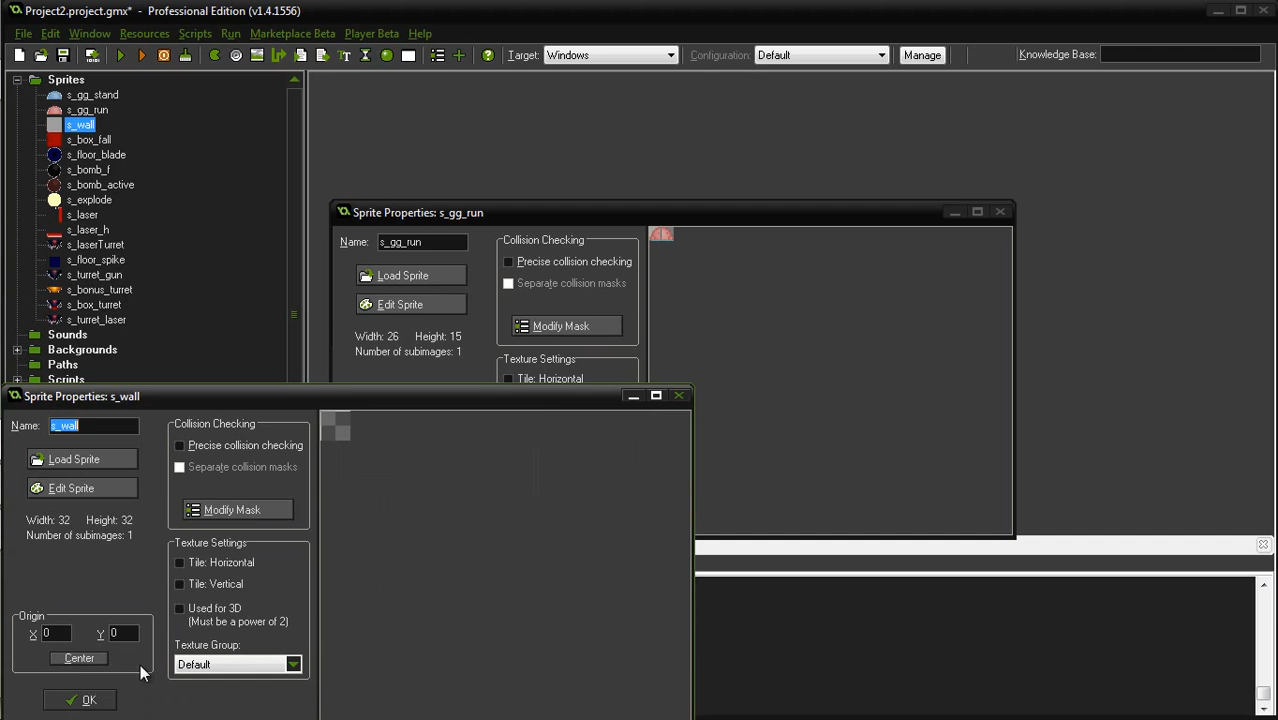 Project2.project.gmx* - Professional Edition (v1.4.1556)
File Edit Window Resources Scripts Run Marketplace Beta Player Beta Help
Target: Windows Configuration: Default Manage Knowledge Base:
Sprites
s_gg_stand
s_gg_run
s_wall
s_box_fall
s_floor_blade
s_bomb_f
s_bomb_active
s_explode
s_laser
s_laser_h
s_laserTurret
s_floor_spike
s_turret_gun
s_bonus_turret
s_box_turret
s_turret_laser
Sounds
Backgrounds
Paths
Scripts
Sprite Properties: s_gg_run
Name: s_gg_run
Load Sprite
Edit Sprite
Width: 26 Height: 15
Number of subimages: 1
Collision Checking
Precise collision checking
Separate collision masks
Modify Mask
Texture Settings
Tile: Horizontal
Sprite Properties: s_wall
Name: s_wall
Load Sprite
Edit Sprite
Width: 32 Height: 32
Number of subimages: 1
Origin
X 0 Y 0
Center
OK
Collision Checking
Precise collision checking
Separate collision masks
Modify Mask
Texture Settings
Tile: Horizontal
Tile: Vertical
Used for 3D
(Must be a power of 2)
Texture Group:
Default